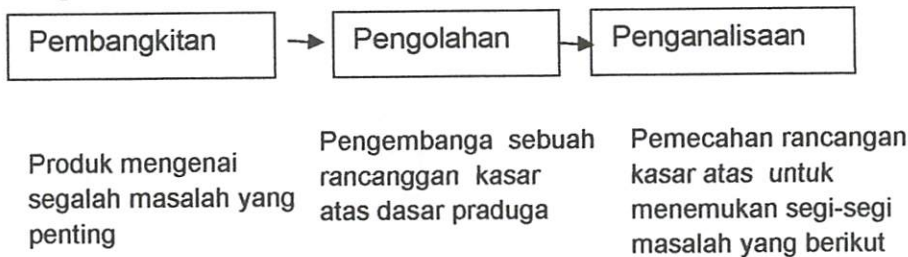 Pembangkitan
Pengolahan
Penganalisaan
Produk mengenai
segalah masalah yang
penting
Pengembanga sebuah
rancanggan kasar
atas dasar praduga
Pemecahan rancangan
kasar atas untuk
menemukan segi-segi
masalah yang berikut